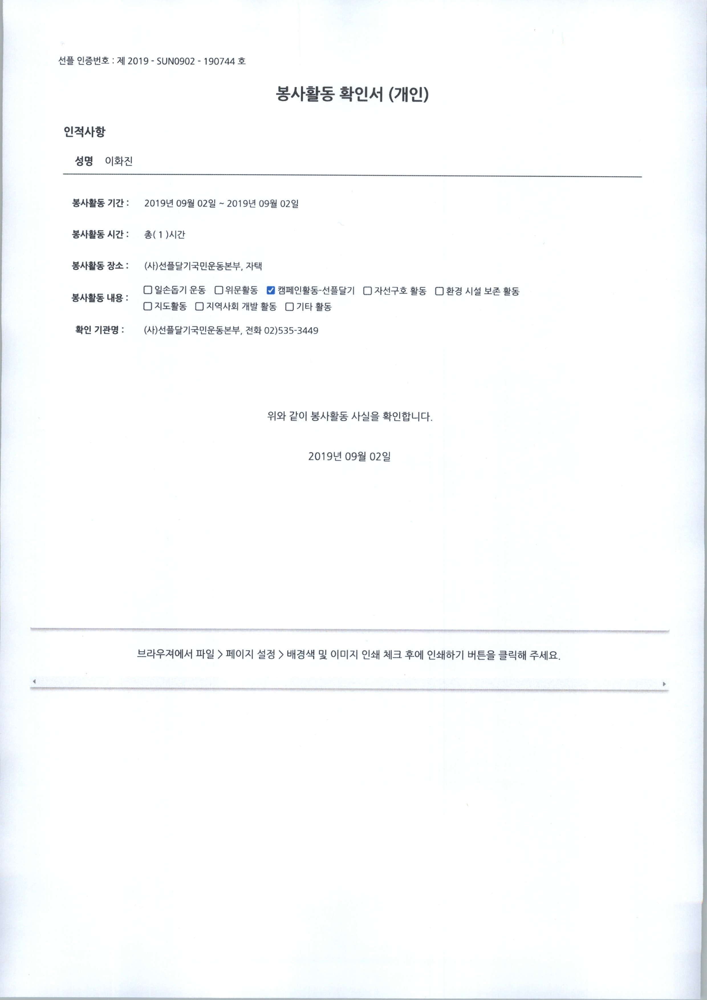 선플 인증번호 : 제 2019 - SUN0902 - 190744 호
봉사활동 확인서 (개인)
인적사항
성명 이화진
봉사활동 기간 : 2019년 09월 02일 ~ 2019년 09월 02일
봉사활동 시간 : 총( 1 )시간
봉사활동 장소 : (사)선플달기국민운동본부, 자택
봉사활동 내용 : ☐일손돕기 운동 ☐위문활동 ☑캠페인활동-선플달기 ☐자선구호 활동 ☐환경 시설 보존 활동
☐지도활동 ☐지역사회 개발 활동 ☐기타 활동
확인 기관명 : (사)선플달기국민운동본부, 전화 02)535-3449
위와 같이 봉사활동 사실을 확인합니다.
2019년 09월 02일
브라우져에서 파일 > 페이지 설정 > 배경색 및 이미지 인쇄 체크 후에 인쇄하기 버튼을 클릭해 주세요.